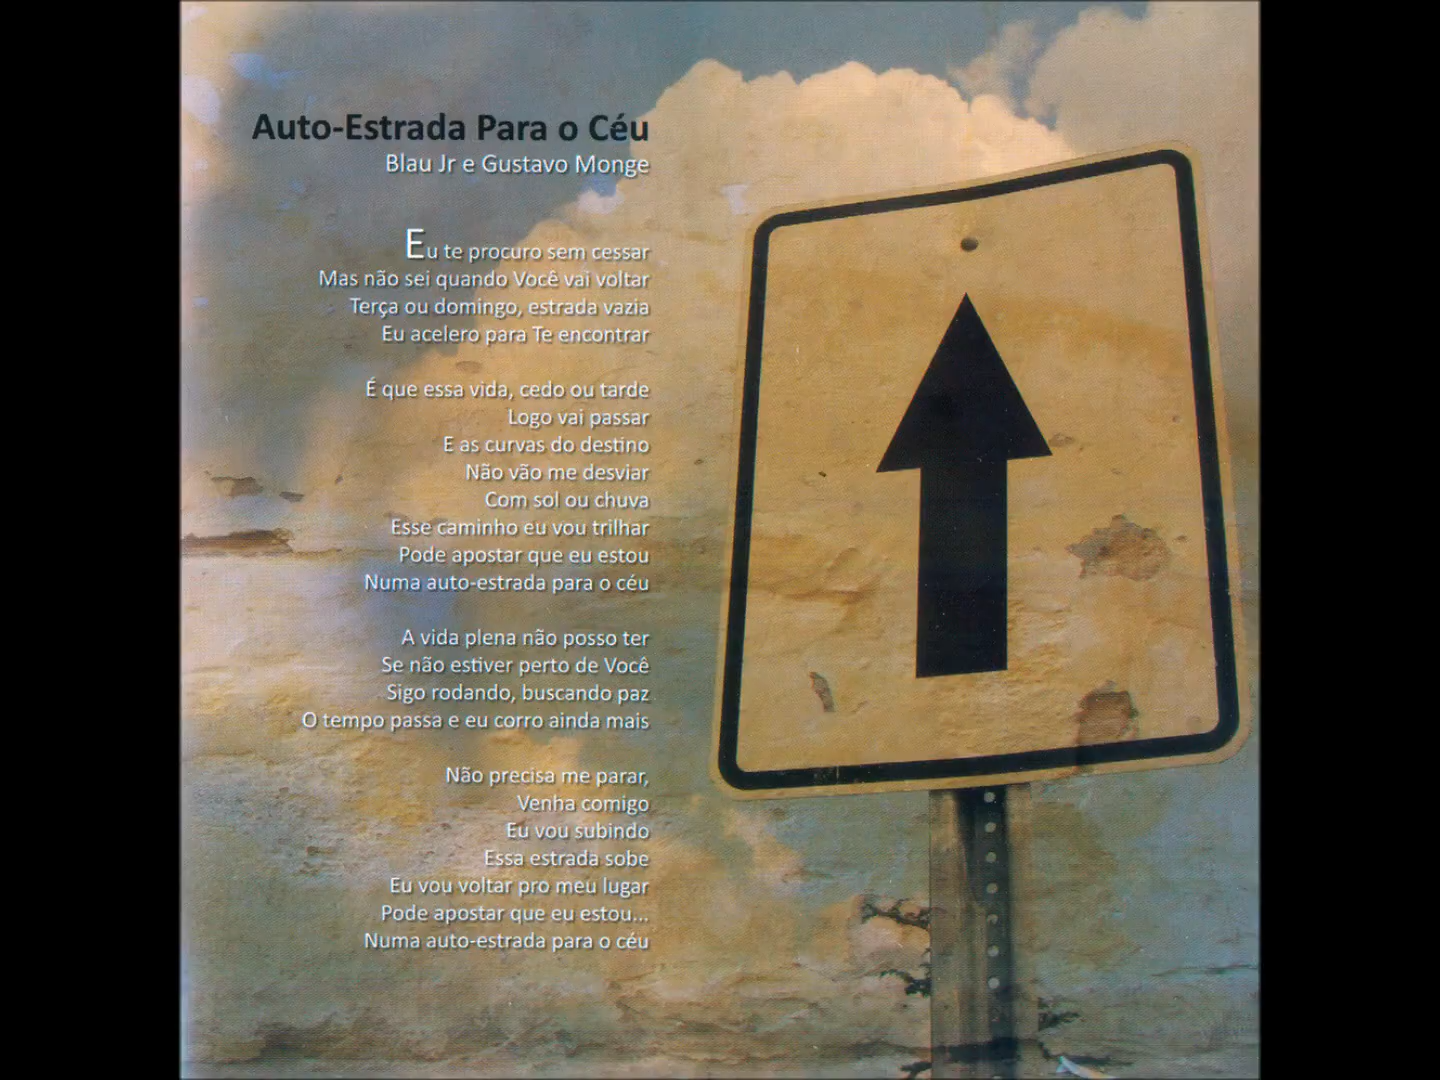 Auto-Estrada Para o Céu
Blau Jr e Gustavo Monge
Eu te procuro sem cessar
Mas não sei quando Você vai voltar
Terça ou domingo, estrada vazia
Eu acelero para Te encontrar
É que essa vida, cedo ou tarde
Logo vai passar
E as curvas do destino
Não vão me desviar
Com sol ou chuva
Esse caminho eu vou trilhar
Pode apostar que eu estou
Numa auto-estrada para o céu
A vida plena não posso ter
Se não estiver perto de Você
Sigo rodando, buscando paz
O tempo passa e eu corro ainda mais
Não precisa me parar,
Venha comigo
Eu vou subindo
Essa estrada sobe
Eu vou voltar pro meu lugar
Pode apostar que eu estou...
Numa auto-estrada para o céu